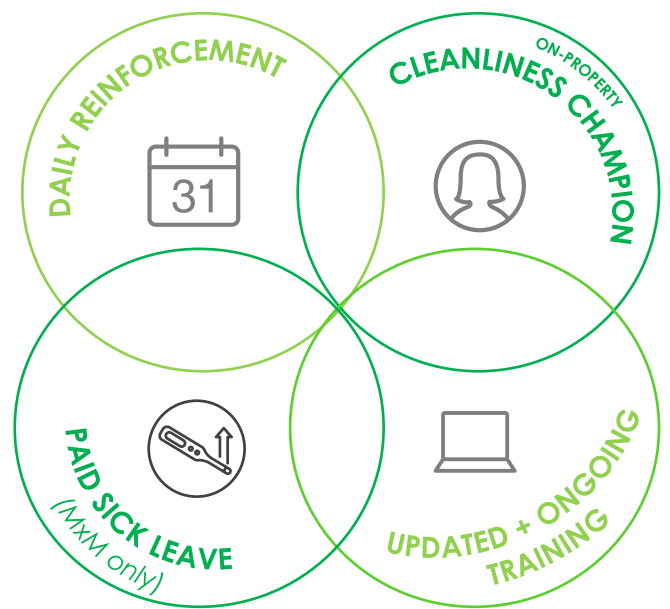 DAILY REINFORCEMENT
31
ON-PROPERTY
CLEANLINESS CHAMPION
PAID SICK LEAVE
(MxM only)
UPDATED + ONGOING
TRAINING